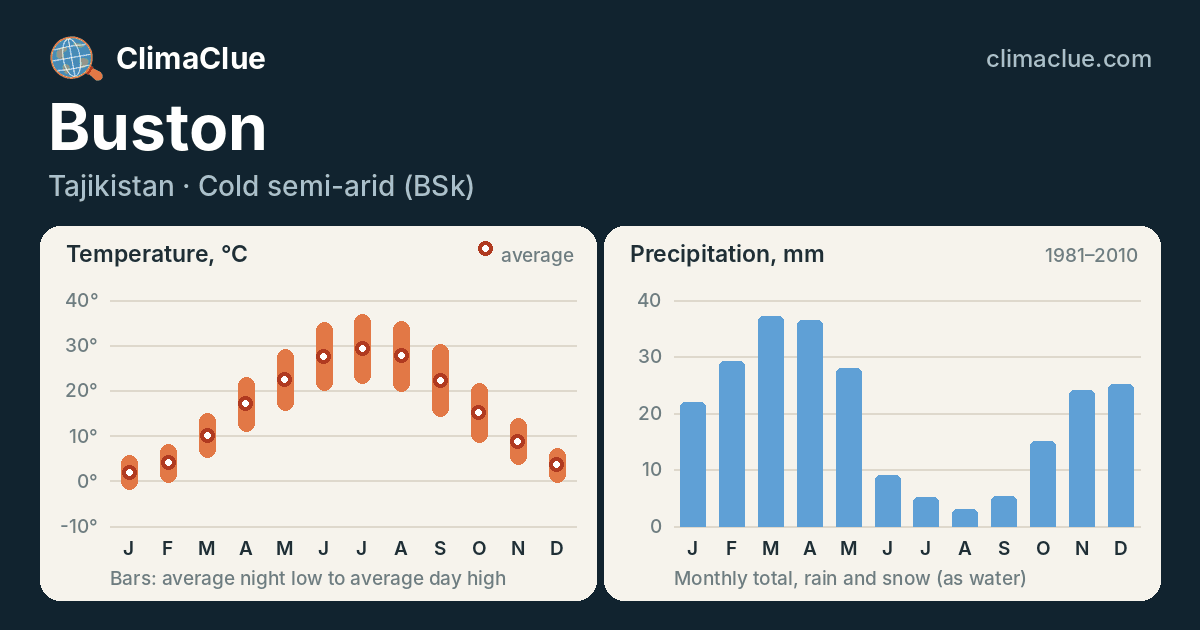 ClimaClue
climaclue.com
Buston
Tajikistan · Cold semi-arid (BSk)
Temperature, °C
average
40°
30°
20°
10°
0°
-10°
J F M A M J J A S O N D
Bars: average night low to average day high
Precipitation, mm
1981–2010
40
30
20
10
0
J F M A M J J A S O N D
Monthly total, rain and snow (as water)